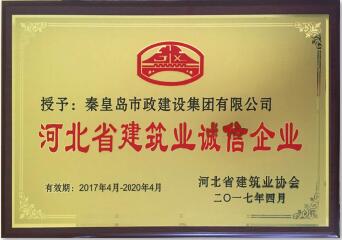 授予：秦皇岛市政建设集团有限公司
河北省建筑业诚信企业
有效期：2017年4月-2020年4月
河北省建筑业协会
二〇一七年四月